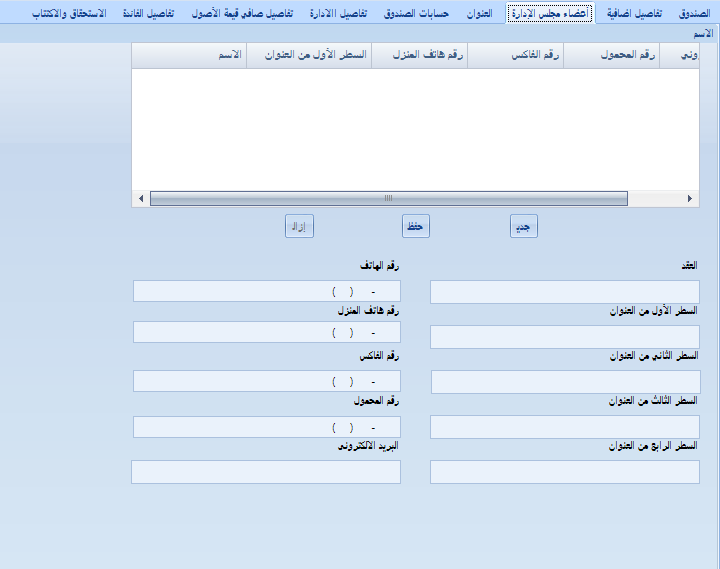 الصندوق تفاصيل اضافية اعضاء مجلس الإدارة العنوان حسابات الصندوق تفاصيل الادارة تفاصيل صافي قيمة الأصول تفاصيل الفائدة الاستحقاق والاكتتاب
الاسم
روني رقم المحمول رقم الفاكس رقم هاتف المنزل السطر الأول من العنوان الاسم
جديد حفظ إزالة
العقد رقم الهاتف
( ) -
السطر الأول من العنوان رقم هاتف المنزل
( ) -
السطر الثاني من العنوان رقم الفاكس
( ) -
السطر الثالث من العنوان رقم المحمول
( ) -
السطر الرابع من العنوان البريد الالكتروني